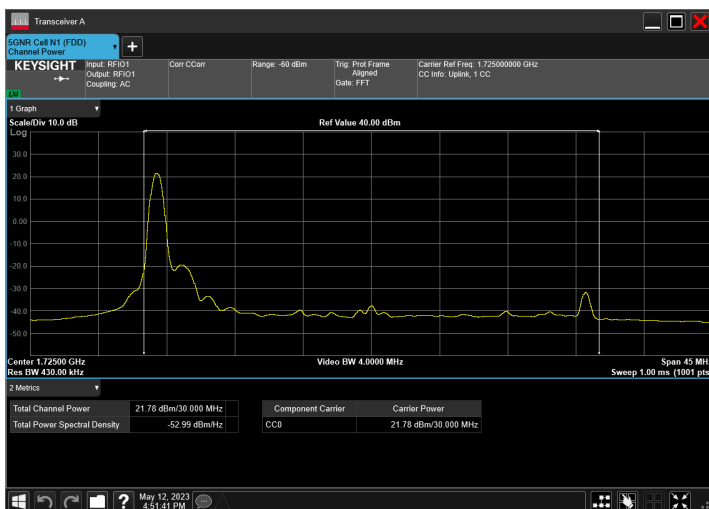 Transceiver A
5GNR Cell N1 (FDD)
Channel Power
KEYSIGHT
Input: RFIO1
Output: RFIO1
Coupling: AC
Corr CCorr
Range: -60 dBm
Trig: Prot Frame
Aligned
Gate: FFT
Carrier Ref Freq: 1.725000000 GHz
CC Info: Uplink, 1 CC
LXI
1 Graph
Scale/Div 10.0 dB
Ref Value 40.00 dBm
Log
30.0
20.0
10.0
0.00
-10.0
-20.0
-30.0
-40.0
-50.0
Center 1.72500 GHz
Video BW 4.0000 MHz
Span 45 MHz
Res BW 430.00 kHz
Sweep 1.00 ms (1001 pts
2 Metrics
Total Channel Power 21.78 dBm/30.000 MHz
Total Power Spectral Density -52.99 dBm/Hz
Component Carrier Carrier Power
CC0 21.78 dBm/30.000 MHz
?
May 12, 2023
4:51:41 PM